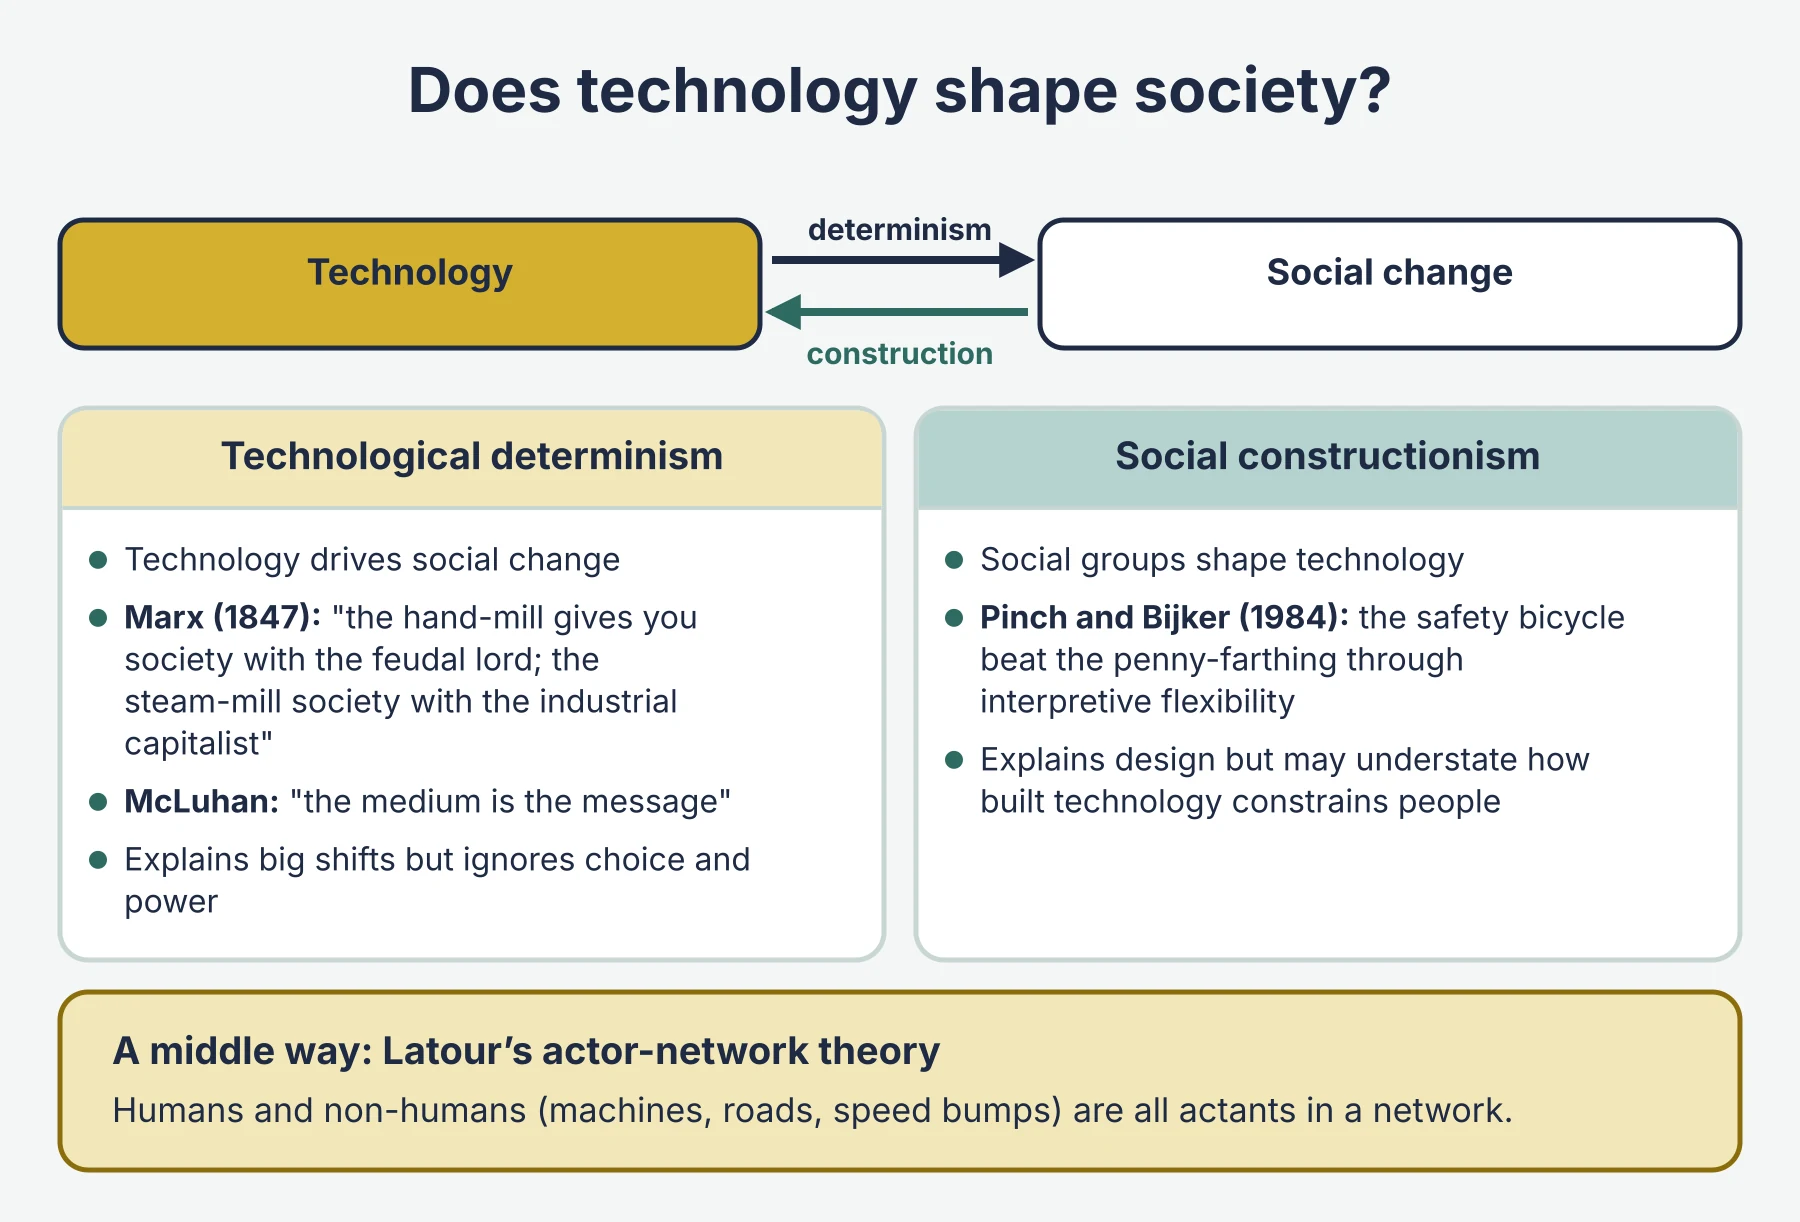 Does technology shape society?
Technology
determinism
construction
Social change
Technological determinism
Technology drives social change
Marx (1847): "the hand-mill gives you
society with the feudal lord; the
steam-mill society with the industrial
capitalist"
McLuhan: "the medium is the message"
Explains big shifts but ignores choice and
power
Social constructionism
Social groups shape technology
Pinch and Bijker (1984): the safety bicycle
beat the penny-farthing through
interpretive flexibility
Explains design but may understate how
built technology constrains people
A middle way: Latour’s actor-network theory
Humans and non-humans (machines, roads, speed bumps) are all actants in a network.